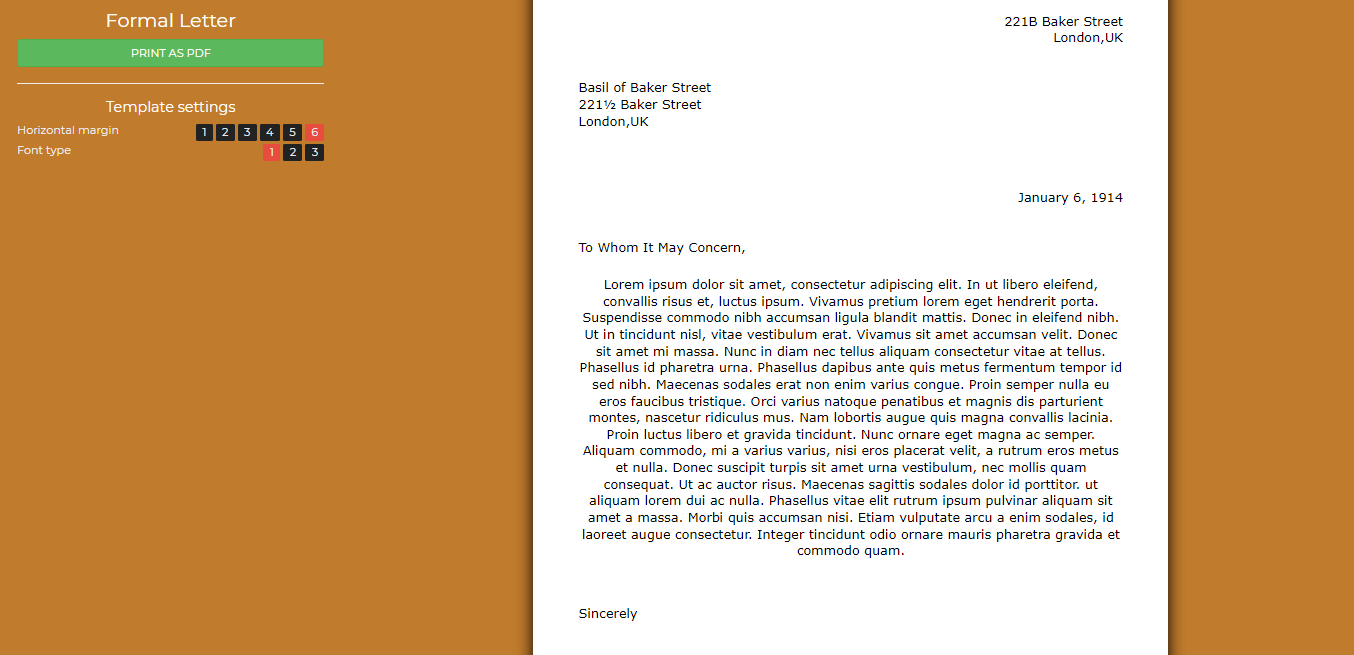 Formal Letter
PRINT AS PDF
Template settings
Horizontal margin 1 2 3 4 5 6
Font type 1 2 3
221B Baker Street
London,UK
Basil of Baker Street
221½ Baker Street
London,UK
January 6, 1914
To Whom It May Concern,
Lorem ipsum dolor sit amet, consectetur adipiscing elit. In ut libero eleifend,
convallis risus et, luctus ipsum. Vivamus pretium lorem eget hendrerit porta.
Suspendisse commodo nibh accumsan ligula blandit mattis. Donec in eleifend nibh.
Ut in tincidunt nisl, vitae vestibulum erat. Vivamus sit amet accumsan velit. Donec
sit amet mi massa. Nunc in diam nec tellus aliquam consectetur vitae at tellus.
Phasellus id pharetra urna. Phasellus dapibus ante quis metus fermentum tempor id
sed nibh. Maecenas sodales erat non enim varius congue. Proin semper nulla eu
eros faucibus tristique. Orci varius natoque penatibus et magnis dis parturient
montes, nascetur ridiculus mus. Nam lobortis augue quis magna convallis lacinia.
Proin luctus libero et gravida tincidunt. Nunc ornare eget magna ac semper.
Aliquam commodo, mi a varius varius, nisi eros placerat velit, a rutrum eros metus
et nulla. Donec suscipit turpis sit amet urna vestibulum, nec mollis quam
consequat. Ut ac auctor risus. Maecenas sagittis sodales dolor id porttitor. ut
aliquam lorem dui ac nulla. Phasellus vitae elit rutrum ipsum pulvinar aliquam sit
amet a massa. Morbi quis accumsan nisi. Etiam vulputate arcu a enim sodales, id
laoreet augue consectetur. Integer tincidunt odio ornare mauris pharetra gravida et
commodo quam.
Sincerely